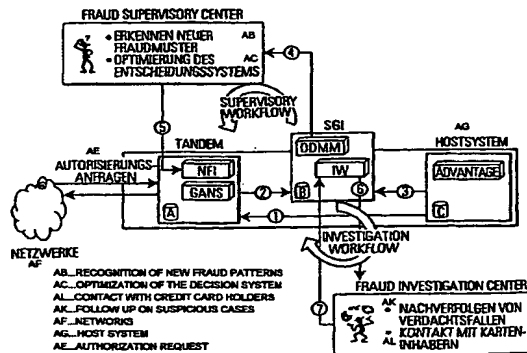 FRAUD SUPERVISORY CENTER
• ERKENNEN NEUER AB
FRAUDMUSTER
• OPTIMIERUNG DES AC
ENTSCHEIDUNGSSYSTEMS
4
SUPERVISORY
WORKFLOW
5
AE
AUTORISIERUNGS-
ANFRAGEN
TANDEM
NFI
GANS
A
2
SGI
DDMM
IW
B
6
3
AG
HOSTSYSTEM
ADVANTAGE
C
1
NETZWERKE
AF
INVESTIGATION
WORKFLOW
7
AB...RECOGNITION OF NEW FRAUD PATTERNS
AC...OPTIMIZATION OF THE DECISION SYSTEM
AL...CONTACT WITH CREDIT CARD HOLDERS
AK...FOLLOW UP ON SUSPICIOUS CASES
AF...NETWORKS
AG...HOST SYSTEM
AE...AUTHORIZATION REQUEST
FRAUD INVESTIGATION CENTER
AK
• NACHVERFOLGEN VON
VERDACHTSFALLEN
• KONTAKT MIT KARTEN-
AL INHABERN